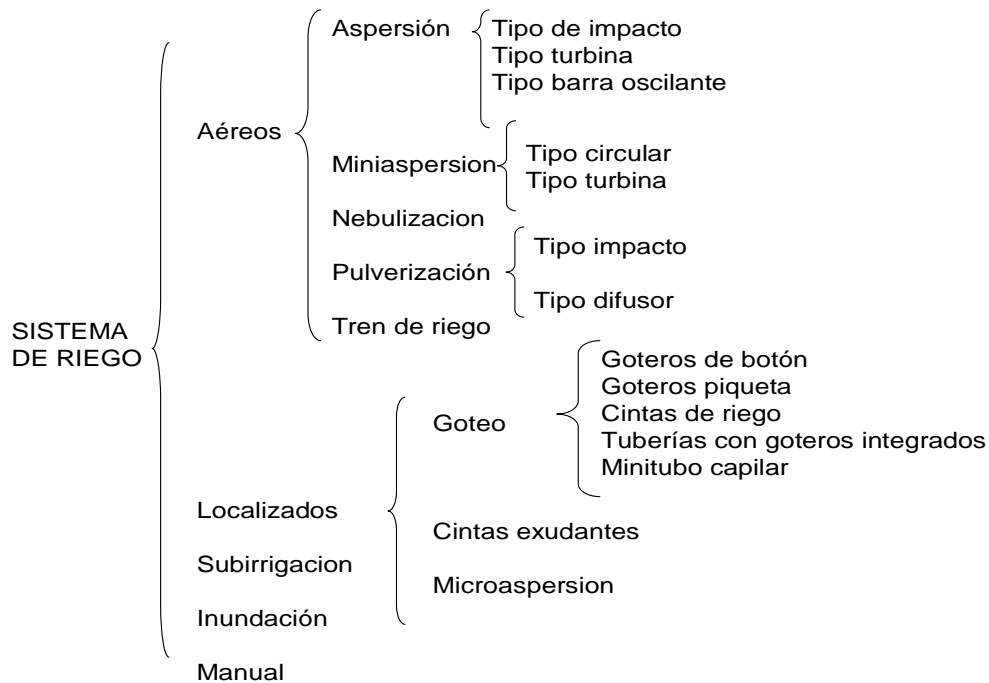 Aspersión
Tipo de impacto
Tipo turbina
Tipo barra oscilante
Aéreos
Miniaspersion
Tipo circular
Tipo turbina
Nebulizacion
Pulverización
Tipo impacto
Tipo difusor
Tren de riego
SISTEMA
DE RIEGO
Goteo
Goteros de botón
Goteros piqueta
Cintas de riego
Tuberías con goteros integrados
Minitubo capilar
Localizados
Cintas exudantes
Microaspersion
Subirrigacion
Inundación
Manual